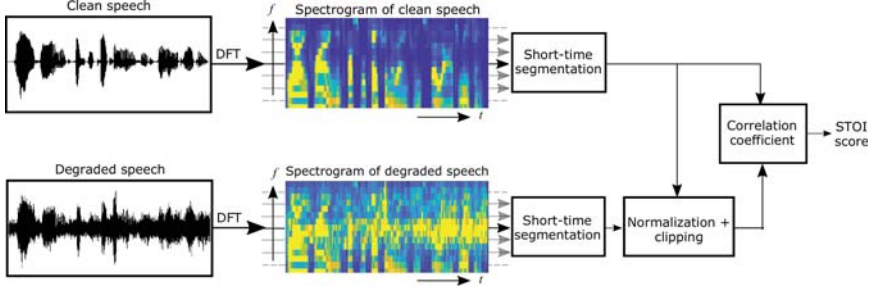 Clean speech
DFT
f
Spectrogram of clean speech
t
Short-time
segmentation
Correlation
coefficient
STOI
score
Degraded speech
DFT
f
Spectrogram of degraded speech
t
Short-time
segmentation
Normalization +
clipping